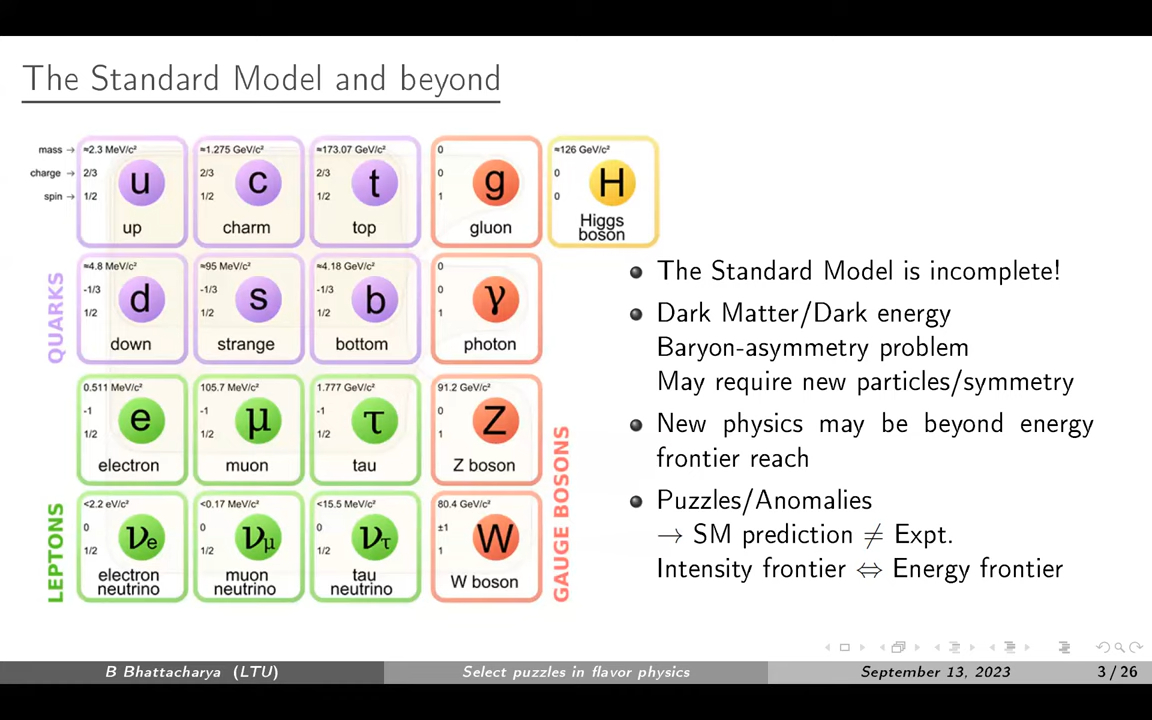 The Standard Model and beyond
mass → ≈2.3 MeV/c² ≈1.275 GeV/c² ≈173.07 GeV/c² 0 ≈126 GeV/c²
charge → 2/3 2/3 2/3 0 0
spin → 1/2 1/2 1/2 1 0
u c t g H
up charm top gluon Higgs
boson
QUARKS
≈4.8 MeV/c² ≈95 MeV/c² ≈4.18 GeV/c² 0
-1/3 -1/3 -1/3 0
1/2 1/2 1/2 1
d s b γ
down strange bottom photon
0.511 MeV/c² 105.7 MeV/c² 1.777 GeV/c² 91.2 GeV/c²
-1 -1 -1 0
1/2 1/2 1/2 1
e μ τ Z
electron muon tau Z boson
LEPTONS
<2.2 eV/c² <0.17 MeV/c² <15.5 MeV/c² 80.4 GeV/c²
0 0 0 ±1
1/2 1/2 1/2 1
νe νμ ντ W
electron muon tau W boson
neutrino neutrino neutrino
GAUGE BOSONS
The Standard Model is incomplete!
Dark Matter/Dark energy
Baryon-asymmetry problem
May require new particles/symmetry
New physics may be beyond energy
frontier reach
Puzzles/Anomalies
→ SM prediction ≠ Expt.
Intensity frontier ⇔ Energy frontier
B Bhattacharya (LTU) Select puzzles in flavor physics September 13, 2023 3 / 26